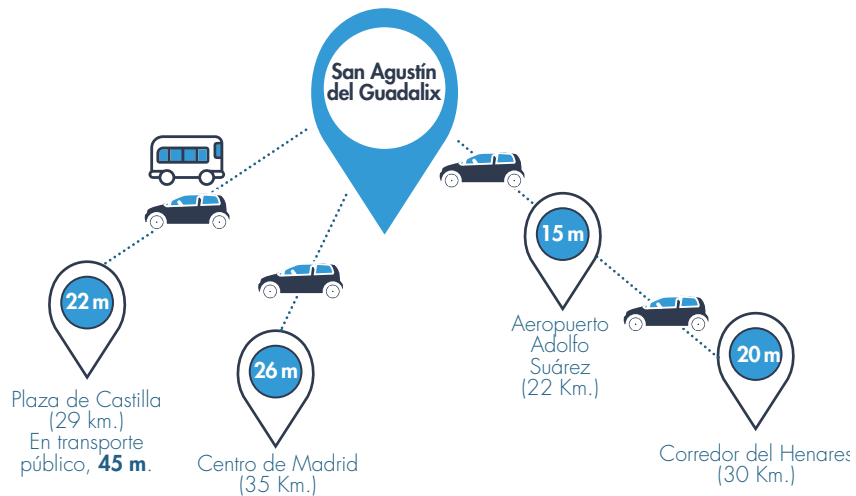 San Agustín
del Guadalix
22 m
Plaza de Castilla
(29 km.)
En transporte
público, 45 m.
26 m
Centro de Madrid
(35 Km.)
15 m
Aeropuerto
Adolfo
Suárez
(22 Km.)
20 m
Corredor del Henares
(30 Km.)